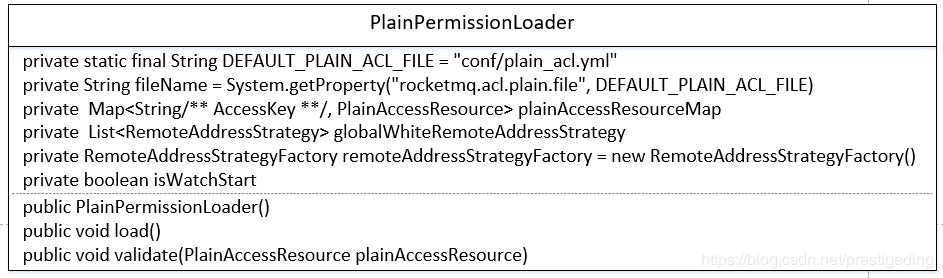 PlainPermissionLoader
private static final String DEFAULT_PLAIN_ACL_FILE = "conf/plain_acl.yml"
private String fileName = System.getProperty("rocketmq.acl.plain.file", DEFAULT_PLAIN_ACL_FILE)
private Map<String/** AccessKey **/, PlainAccessResource> plainAccessResourceMap
private List<RemoteAddressStrategy> globalWhiteRemoteAddressStrategy
private RemoteAddressStrategyFactory remoteAddressStrategyFactory = new RemoteAddressStrategyFactory()
private boolean isWatchStart
public PlainPermissionLoader()
public void load()
public void validate(PlainAccessResource plainAccessResource)
https://blog.csdn.net/prestigeding